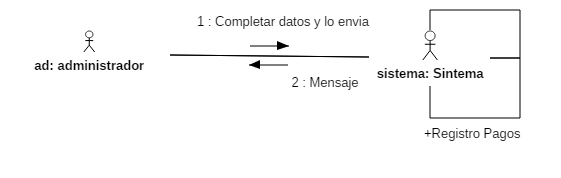 1 : Completar datos y lo envia
ad: administrador
sistema: Sintema
2 : Mensaje
+Registro Pagos